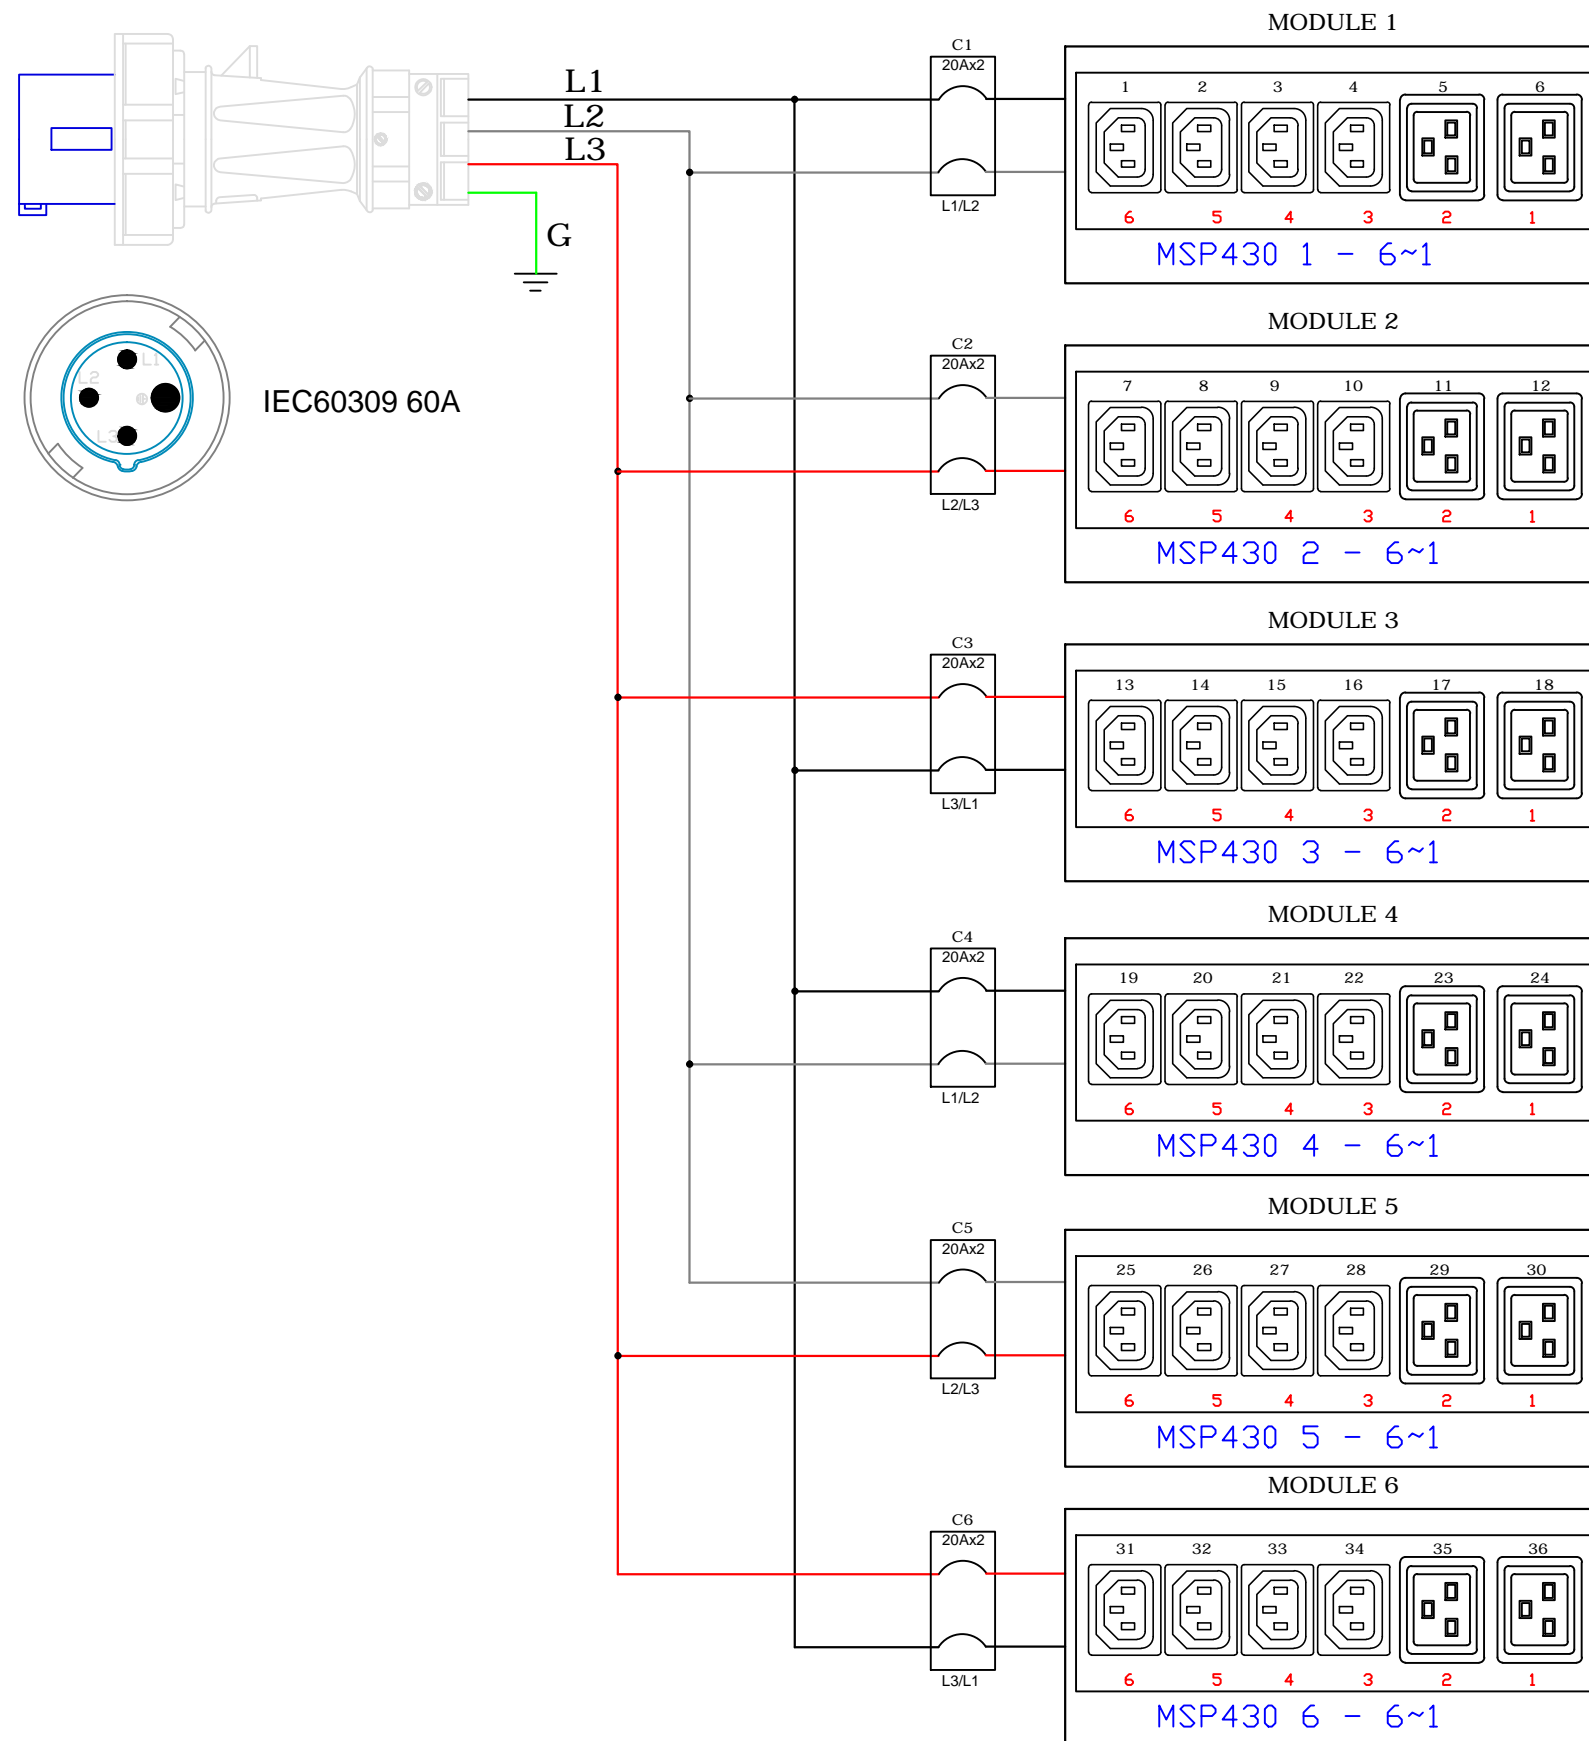 L1
L2
L3
G
L1
L2
L3
IEC60309 60A
MODULE 1
C1
20Ax2
L1/L2
1 2 3 4 5 6
6 5 4 3 2 1
MSP430 1 - 6~1
MODULE 2
C2
20Ax2
L2/L3
7 8 9 10 11 12
6 5 4 3 2 1
MSP430 2 - 6~1
MODULE 3
C3
20Ax2
L3/L1
13 14 15 16 17 18
6 5 4 3 2 1
MSP430 3 - 6~1
MODULE 4
C4
20Ax2
L1/L2
19 20 21 22 23 24
6 5 4 3 2 1
MSP430 4 - 6~1
MODULE 5
C5
20Ax2
L2/L3
25 26 27 28 29 30
6 5 4 3 2 1
MSP430 5 - 6~1
MODULE 6
C6
20Ax2
L3/L1
31 32 33 34 35 36
6 5 4 3 2 1
MSP430 6 - 6~1